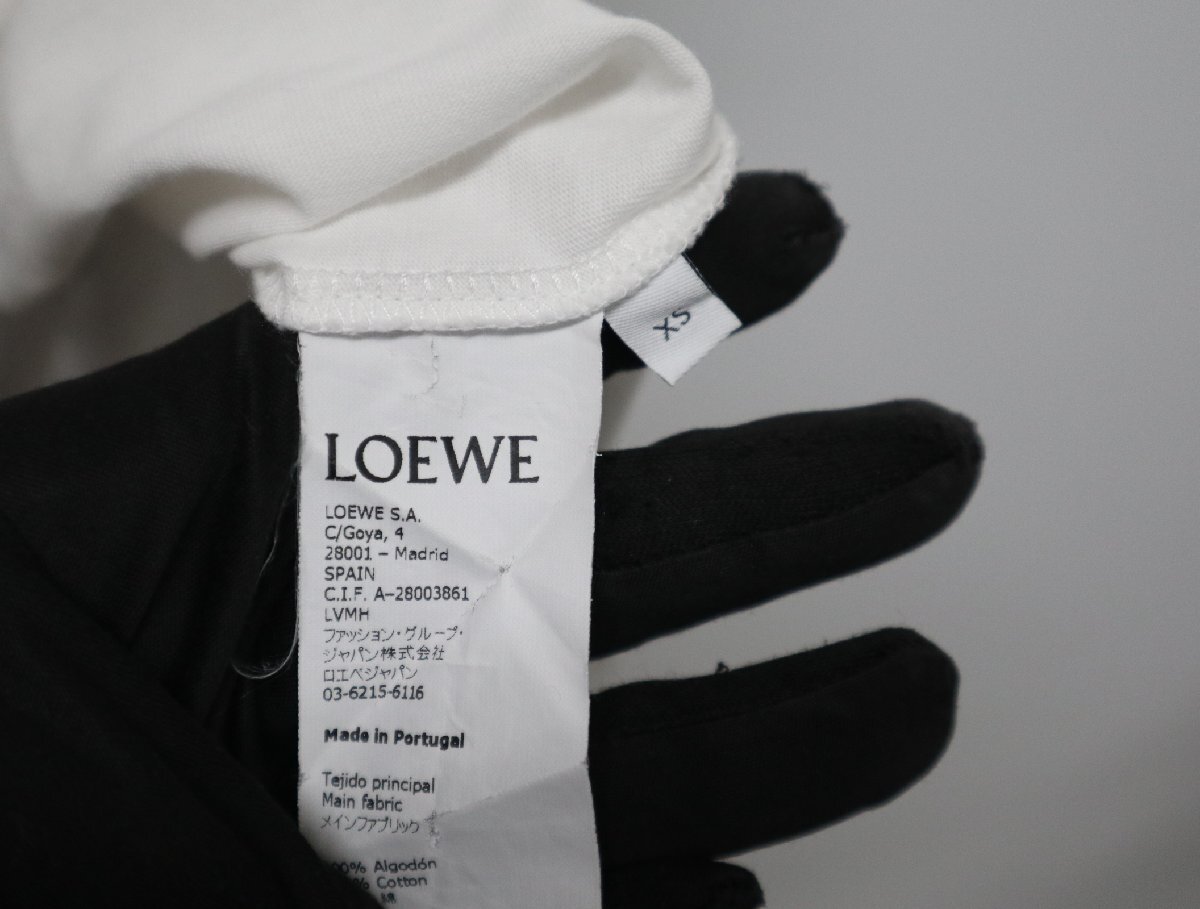 XS
LOEWE
LOEWE S.A.
C/Goya, 4
28001 – Madrid
SPAIN
C.I.F. A-28003861
LVMH
ファッション・グループ・
ジャパン株式会社
ロエベジャパン
03-6215-6116
Made in Portugal
Tejido principal
Main fabric
メインファブリック
Algodón
Cotton
綿